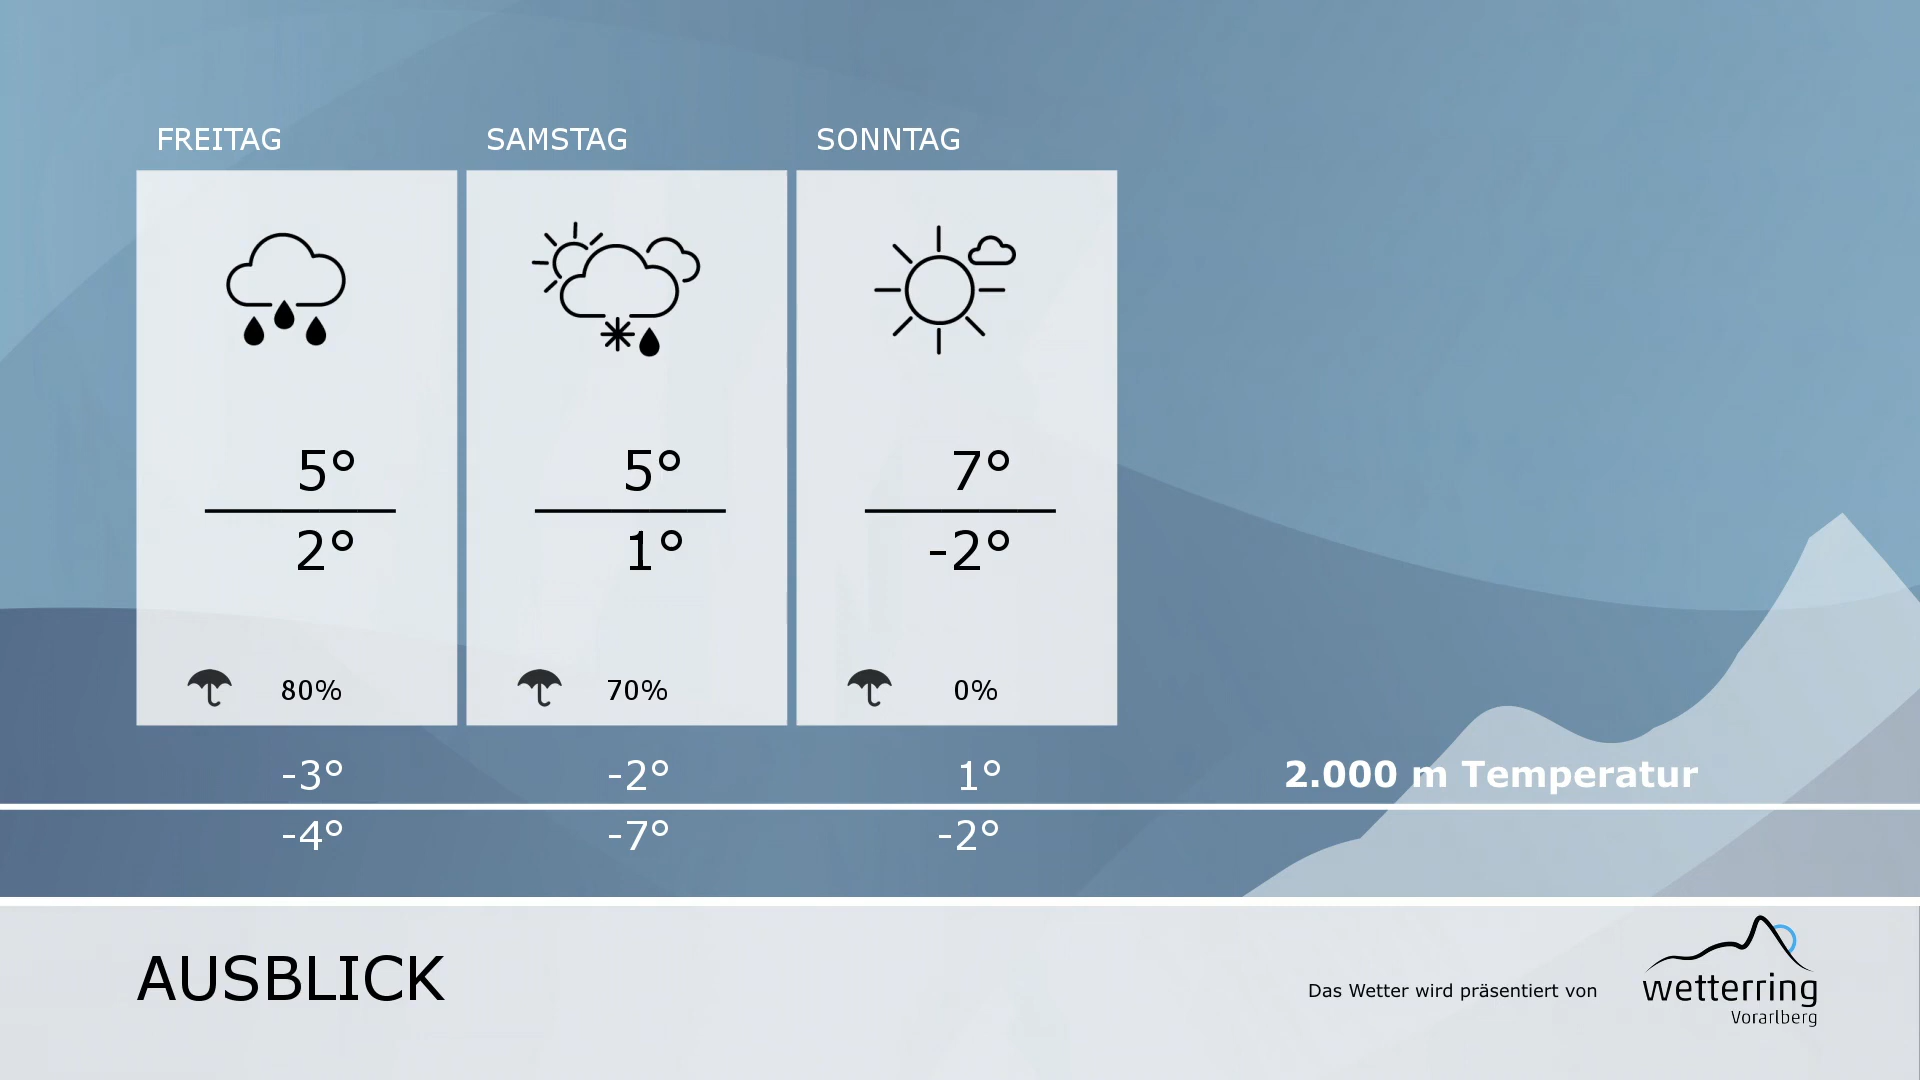 FREITAG SAMSTAG SONNTAG
5° 5° 7°
2° 1° -2°
80% 70% 0%
-3° -2° 1° 2.000 m Temperatur
-4° -7° -2°
AUSBLICK
Das Wetter wird präsentiert von
wetterring
Vorarlberg